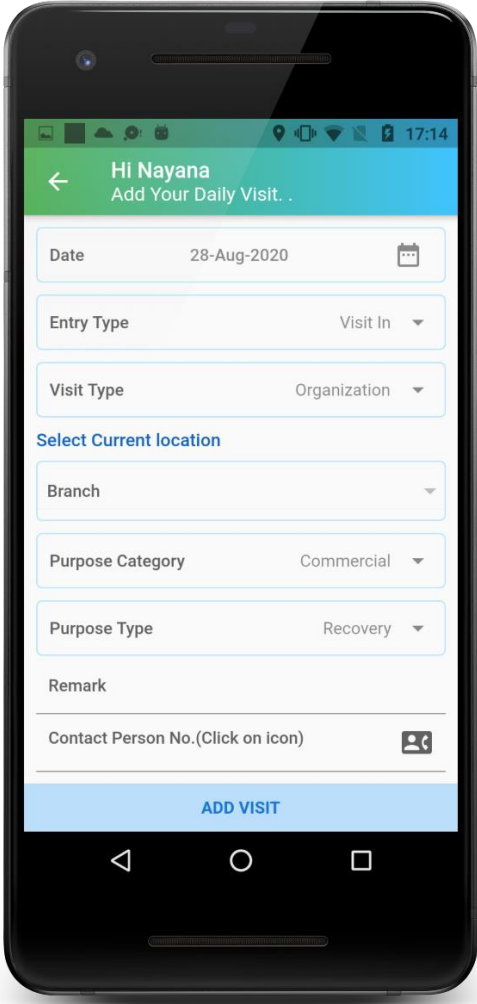 17:14
Hi Nayana
Add Your Daily Visit. .
Date 28-Aug-2020
Entry Type Visit In
Visit Type Organization
Select Current location
Branch
Purpose Category Commercial
Purpose Type Recovery
Remark
Contact Person No.(Click on icon)
ADD VISIT